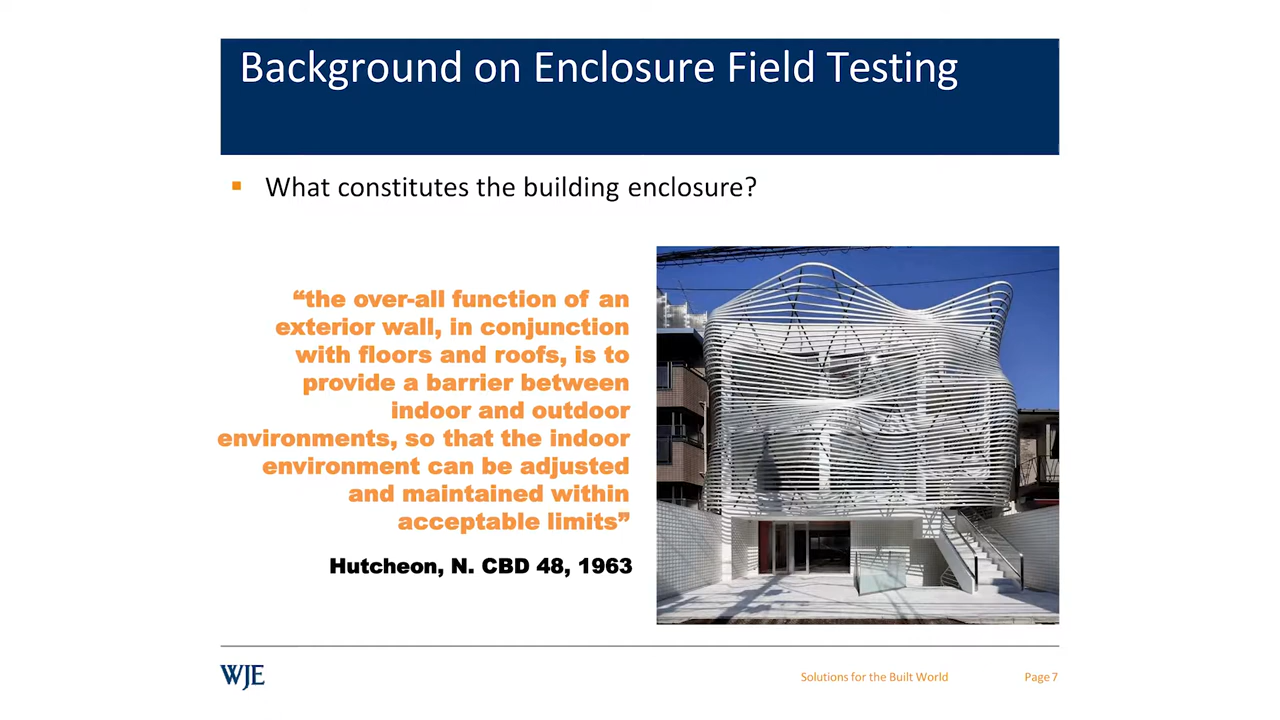 Background on Enclosure Field Testing
What constitutes the building enclosure?
“the over-all function of an
exterior wall, in conjunction
with floors and roofs, is to
provide a barrier between
indoor and outdoor
environments, so that the indoor
environment can be adjusted
and maintained within
acceptable limits”
Hutcheon, N. CBD 48, 1963
WJE
Solutions for the Built World
Page 7